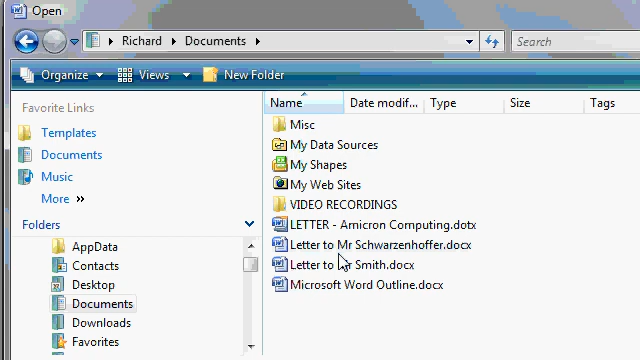 Open
Richard
Documents
Search
Organize
Views
New Folder
Favorite Links
Templates
Documents
Music
More »
Folders
AppData
Contacts
Desktop
Documents
Downloads
Favorites
Name
Date modif...
Type
Size
Tags
Misc
My Data Sources
My Shapes
My Web Sites
VIDEO RECORDINGS
LETTER - Amicron Computing.dotx
Letter to Mr Schwarzenhoffer.docx
Letter to Mr Smith.docx
Microsoft Word Outline.docx